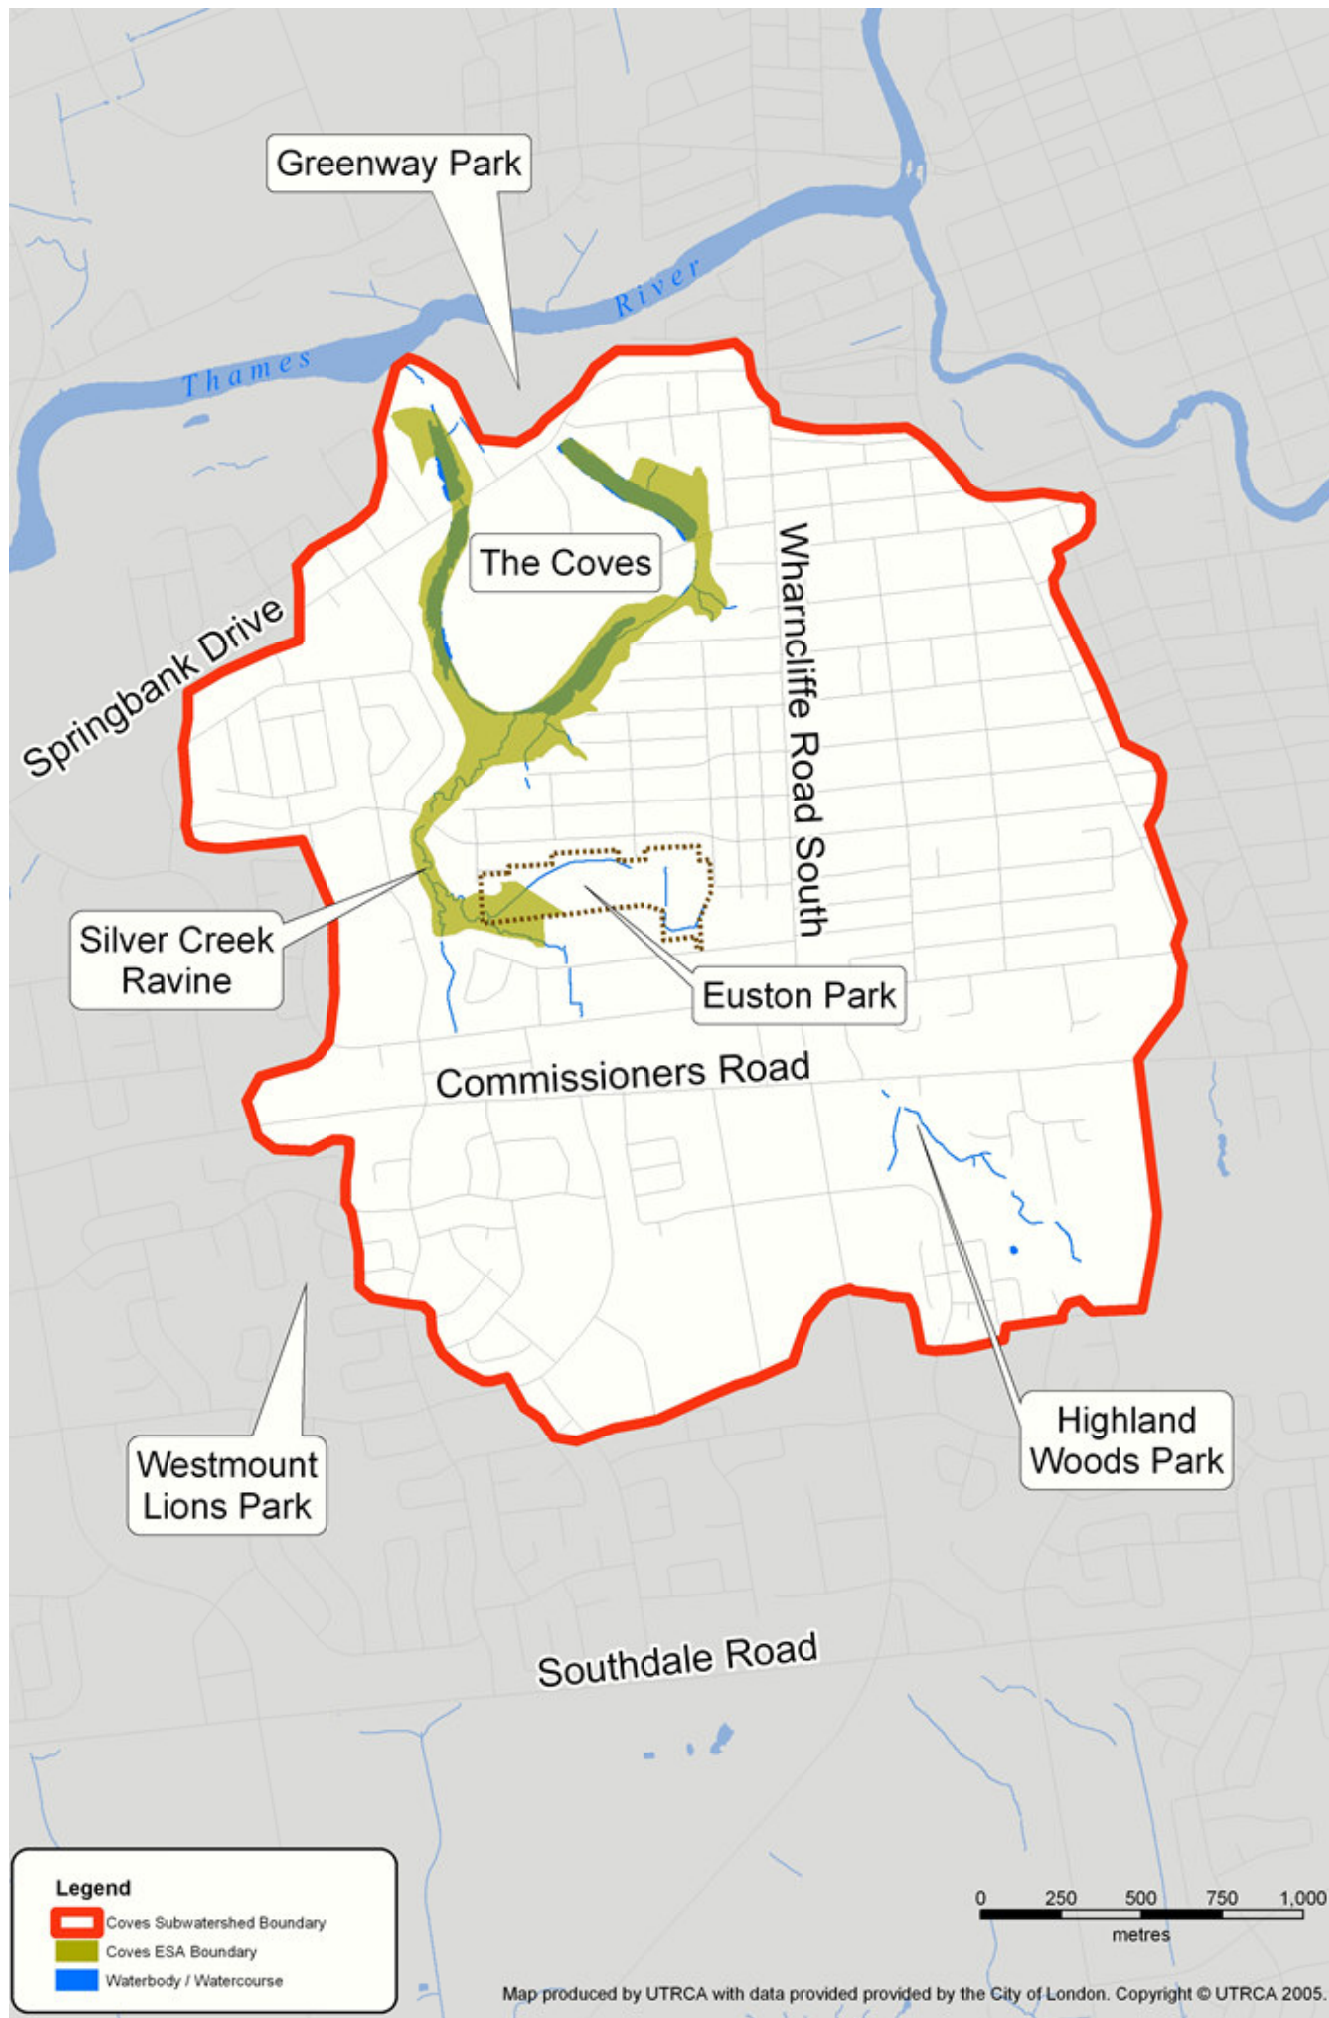 Greenway Park
Thames River
The Coves
Springbank Drive
Wharncliffe Road South
Silver Creek
Ravine
Euston Park
Commissioners Road
Highland
Woods Park
Westmount
Lions Park
Southdale Road
Legend
Coves Subwatershed Boundary
Coves ESA Boundary
Waterbody / Watercourse
0 250 500 750 1,000
metres
Map produced by UTRCA with data provided provided by the City of London. Copyright © UTRCA 2005.